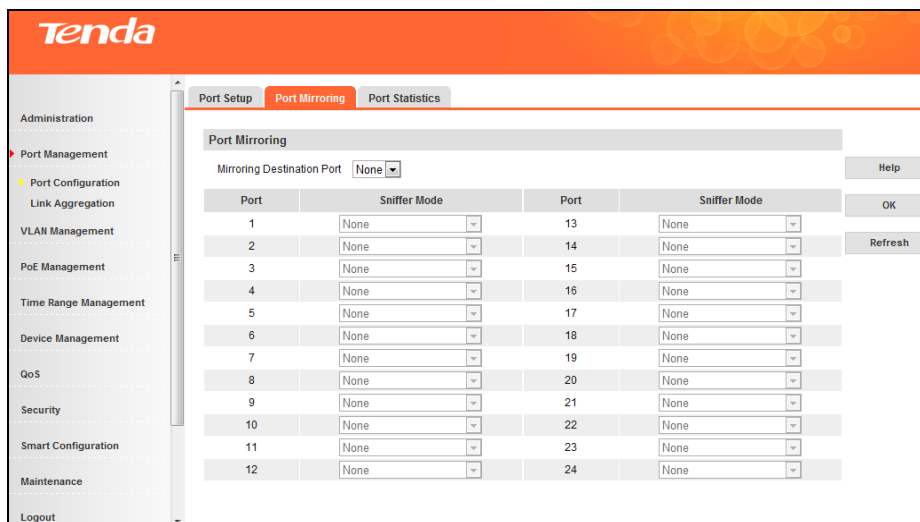 Tenda
Administration
Port Management
Port Configuration
Link Aggregation
VLAN Management
PoE Management
Time Range Management
Device Management
QoS
Security
Smart Configuration
Maintenance
Logout
Port Setup Port Mirroring Port Statistics
Port Mirroring
Mirroring Destination Port None
Port Sniffer Mode Port Sniffer Mode
1 None 13 None
2 None 14 None
3 None 15 None
4 None 16 None
5 None 17 None
6 None 18 None
7 None 19 None
8 None 20 None
9 None 21 None
10 None 22 None
11 None 23 None
12 None 24 None
Help
OK
Refresh